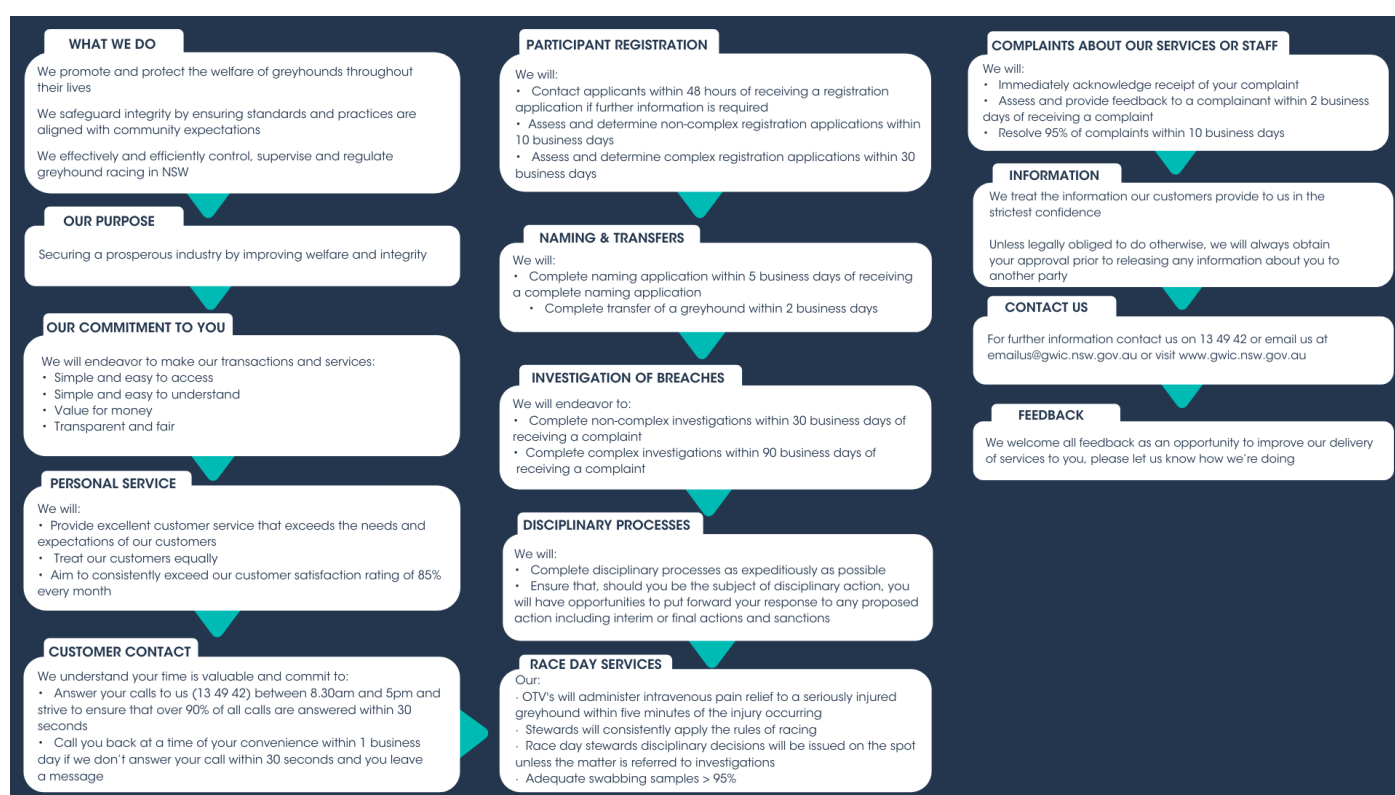 WHAT WE DO
We promote and protect the welfare of greyhounds throughout
their lives
We safeguard integrity by ensuring standards and practices are
aligned with community expectations
We effectively and efficiently control, supervise and regulate
greyhound racing in NSW
OUR PURPOSE
Securing a prosperous industry by improving welfare and integrity
OUR COMMITMENT TO YOU
We will endeavor to make our transactions and services:
• Simple and easy to access
• Simple and easy to understand
• Value for money
• Transparent and fair
PERSONAL SERVICE
We will:
• Provide excellent customer service that exceeds the needs and
expectations of our customers
• Treat our customers equally
• Aim to consistently exceed our customer satisfaction rating of 85%
every month
CUSTOMER CONTACT
We understand your time is valuable and commit to:
• Answer your calls to us (13 49 42) between 8.30am and 5pm and
strive to ensure that over 90% of all calls are answered within 30
seconds
• Call you back at a time of your convenience within 1 business
day if we don't answer your call within 30 seconds and you leave
a message
PARTICIPANT REGISTRATION
We will:
• Contact applicants within 48 hours of receiving a registration
application if further information is required
• Assess and determine non-complex registration applications within
10 business days
• Assess and determine complex registration applications within 30
business days
NAMING & TRANSFERS
We will:
• Complete naming application within 5 business days of receiving
a complete naming application
• Complete transfer of a greyhound within 2 business days
INVESTIGATION OF BREACHES
We will endeavor to:
• Complete non-complex investigations within 30 business days of
receiving a complaint
• Complete complex investigations within 90 business days of
receiving a complaint
DISCIPLINARY PROCESSES
We will:
• Complete disciplinary processes as expeditiously as possible
• Ensure that, should you be the subject of disciplinary action, you
will have opportunities to put forward your response to any proposed
action including interim or final actions and sanctions
RACE DAY SERVICES
Our:
· OTV's will administer intravenous pain relief to a seriously injured
greyhound within five minutes of the injury occurring
· Stewards will consistently apply the rules of racing
· Race day stewards disciplinary decisions will be issued on the spot
unless the matter is referred to investigations
· Adequate swabbing samples > 95%
COMPLAINTS ABOUT OUR SERVICES OR STAFF
We will:
• Immediately acknowledge receipt of your complaint
• Assess and provide feedback to a complainant within 2 business
days of receiving a complaint
• Resolve 95% of complaints within 10 business days
INFORMATION
We treat the information our customers provide to us in the
strictest confidence
Unless legally obliged to do otherwise, we will always obtain
your approval prior to releasing any information about you to
another party
CONTACT US
For further information contact us on 13 49 42 or email us at
emailus@gwic.nsw.gov.au or visit www.gwic.nsw.gov.au
FEEDBACK
We welcome all feedback as an opportunity to improve our delivery
of services to you, please let us know how we're doing